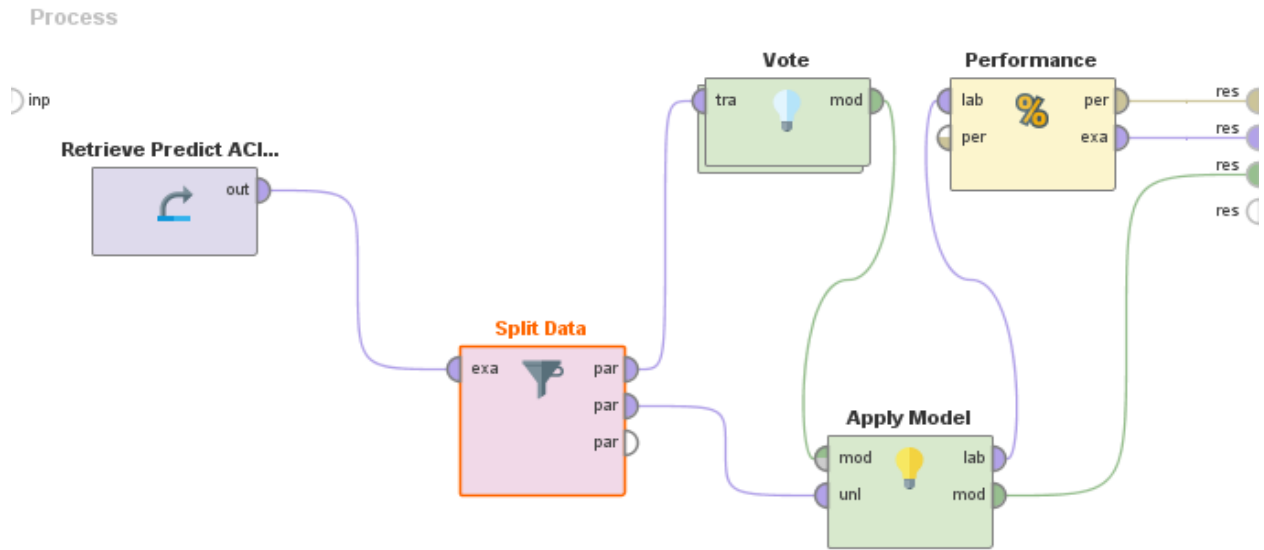 Process
Vote
Performance
inp
tra mod
lab per
res
per exa
res
res
res
Retrieve Predict ACI...
out
Split Data
exa par
par
par
Apply Model
mod lab
unl mod